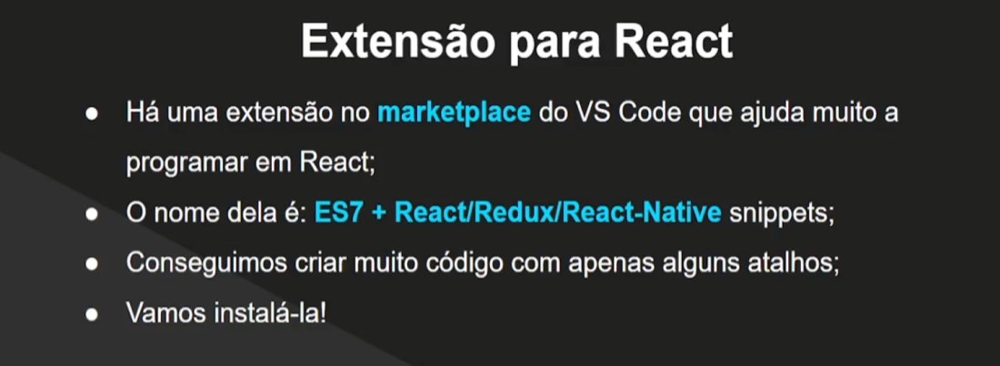 Extensão para React
● Há uma extensão no marketplace do VS Code que ajuda muito a
programar em React;
● O nome dela é: ES7 + React/Redux/React-Native snippets;
● Conseguimos criar muito código com apenas alguns atalhos;
● Vamos instalá-la!